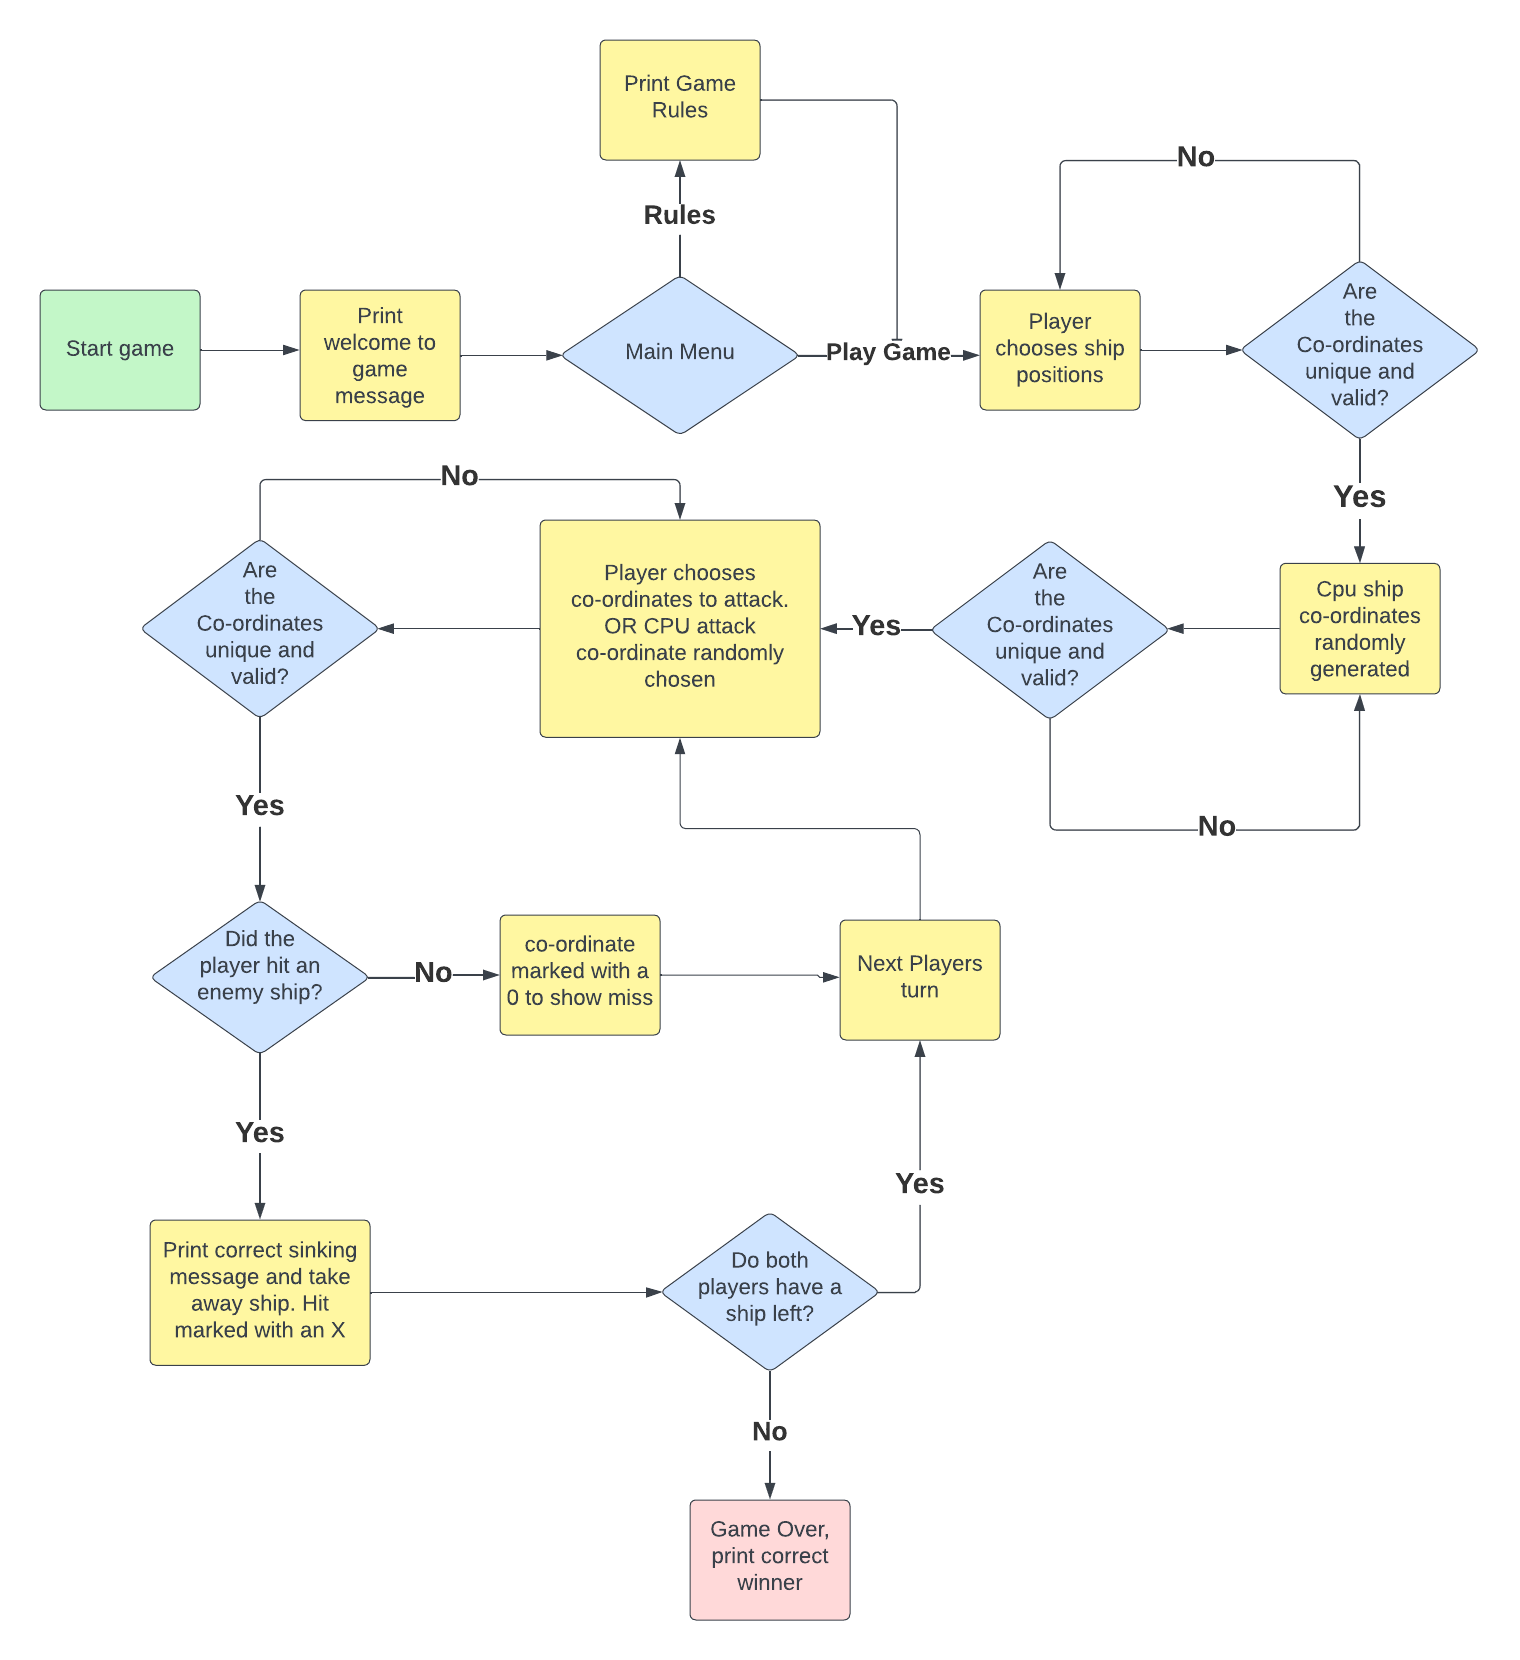 Print Game
Rules
No
Rules
Start game
Print
welcome to
game
message
Main Menu
Play Game
Player
chooses ship
positions
Are
the
Co-ordinates
unique and
valid?
No
Yes
Are
the
Co-ordinates
unique and
valid?
Player chooses
co-ordinates to attack.
OR CPU attack
co-ordinate randomly
chosen
Yes
Are
the
Co-ordinates
unique and
valid?
Cpu ship
co-ordinates
randomly
generated
Yes
No
Did the
player hit an
enemy ship?
No
co-ordinate
marked with a
0 to show miss
Next Players
turn
Yes
Yes
Print correct sinking
message and take
away ship. Hit
marked with an X
Do both
players have a
ship left?
No
Game Over,
print correct
winner